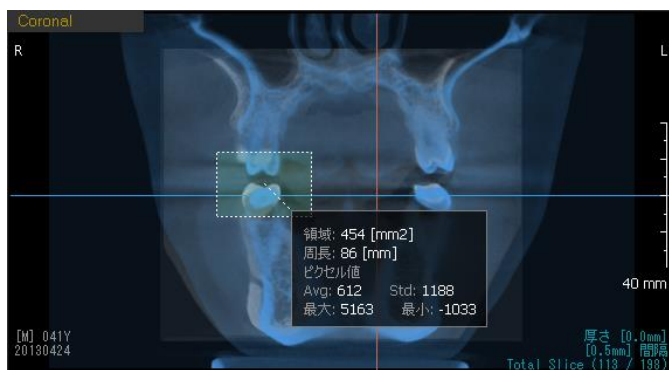 Coronal
R
L
領域: 454 [mm2]
周長: 86 [mm]
ピクセル値
Avg: 612 Std: 1188
最大: 5163 最小: -1033
40 mm
[M] 041Y
20130424
厚さ [0.0mm]
[0.5mm] 間隔
Total Slice (113 / 198)